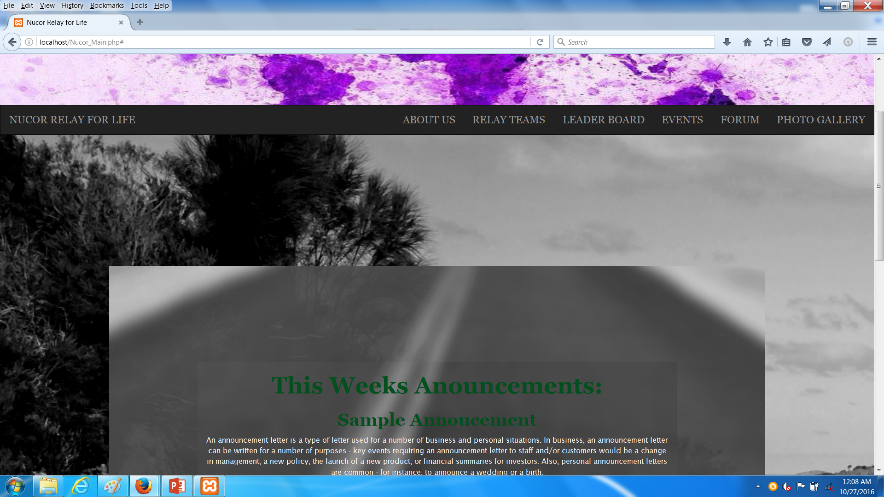 File Edit View History Bookmarks Tools Help
Nucor Relay for Life
localhost/Nucor_Main.php#
Search
NUCOR RELAY FOR LIFE ABOUT US RELAY TEAMS LEADER BOARD EVENTS FORUM PHOTO GALLERY
This Weeks Anouncements:
Sample Annoucement
An announcement letter is a type of letter used for a number of business and personal situations. In business, an announcement letter
can be written for a number of purposes - key events requiring an announcement letter to staff and/or customers would be a change
in management, a new policy, the launch of a new product, or financial summaries for investors. Also, personal announcement letters
are common - for instance, to announce a wedding or a birth.
12:08 AM
10/27/2016